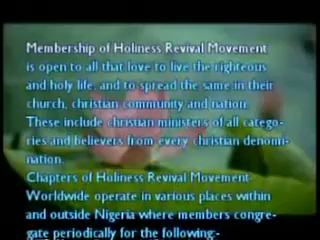 Membership of Holiness Revival Movement
is open to all that love to live the righteous
and holy life, and to spread the same in their
church, christian community and nation.
These include christian ministers of all catego-
ries and believers from every christian denomi-
nation.
Chapters of Holiness Revival Movement-
Worldwide operate in various places within
and outside Nigeria where members congre-
gate periodically for the following:-